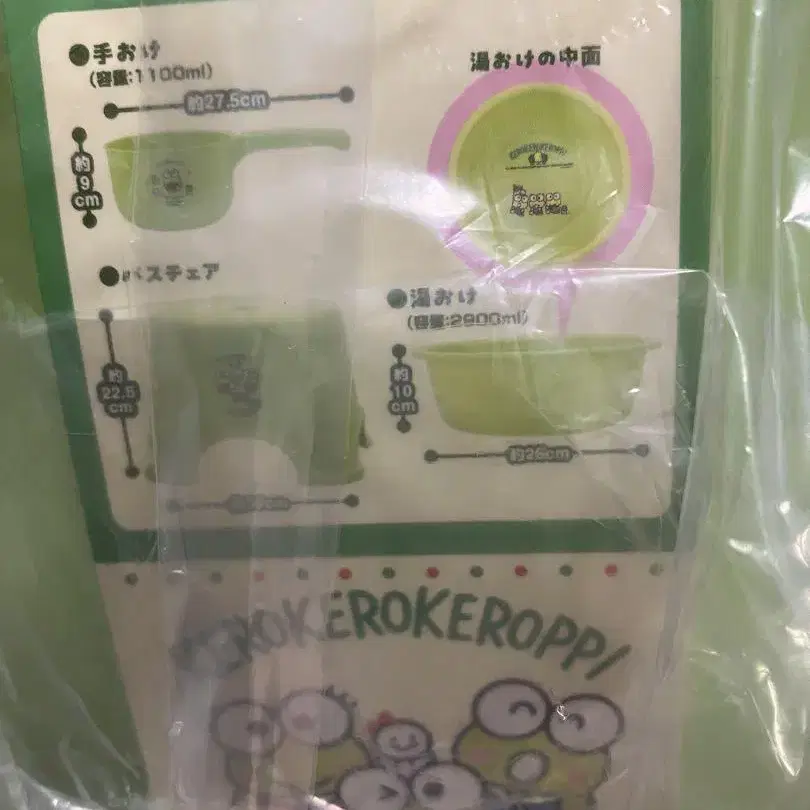 ●手おけ
(容量:1100ml)
約27.5cm
約9cm
湯おけの中面
KEROKEROKEROPPI
●バスチェア
約22.5cm
●湯おけ
(容量:2900ml)
約10cm
約26cm
KEROKEROKEROPPI